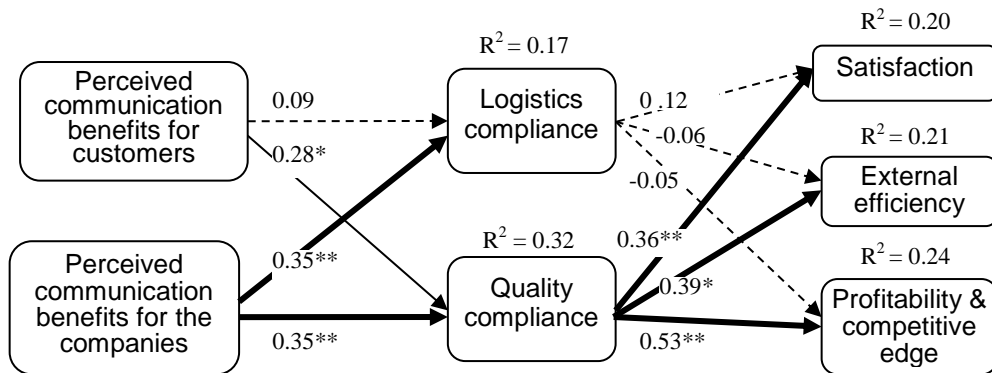 R² = 0.20
R² = 0.17
Perceived
communication
benefits for
customers
0.09
0.28*
Logistics
compliance
0.12
-0.06
-0.05
Satisfaction
R² = 0.21
External
efficiency
R² = 0.32
0.36**
R² = 0.24
Perceived
communication
benefits for the
companies
0.35**
0.35**
Quality
compliance
0.39*
0.53**
Profitability &
competitive
edge